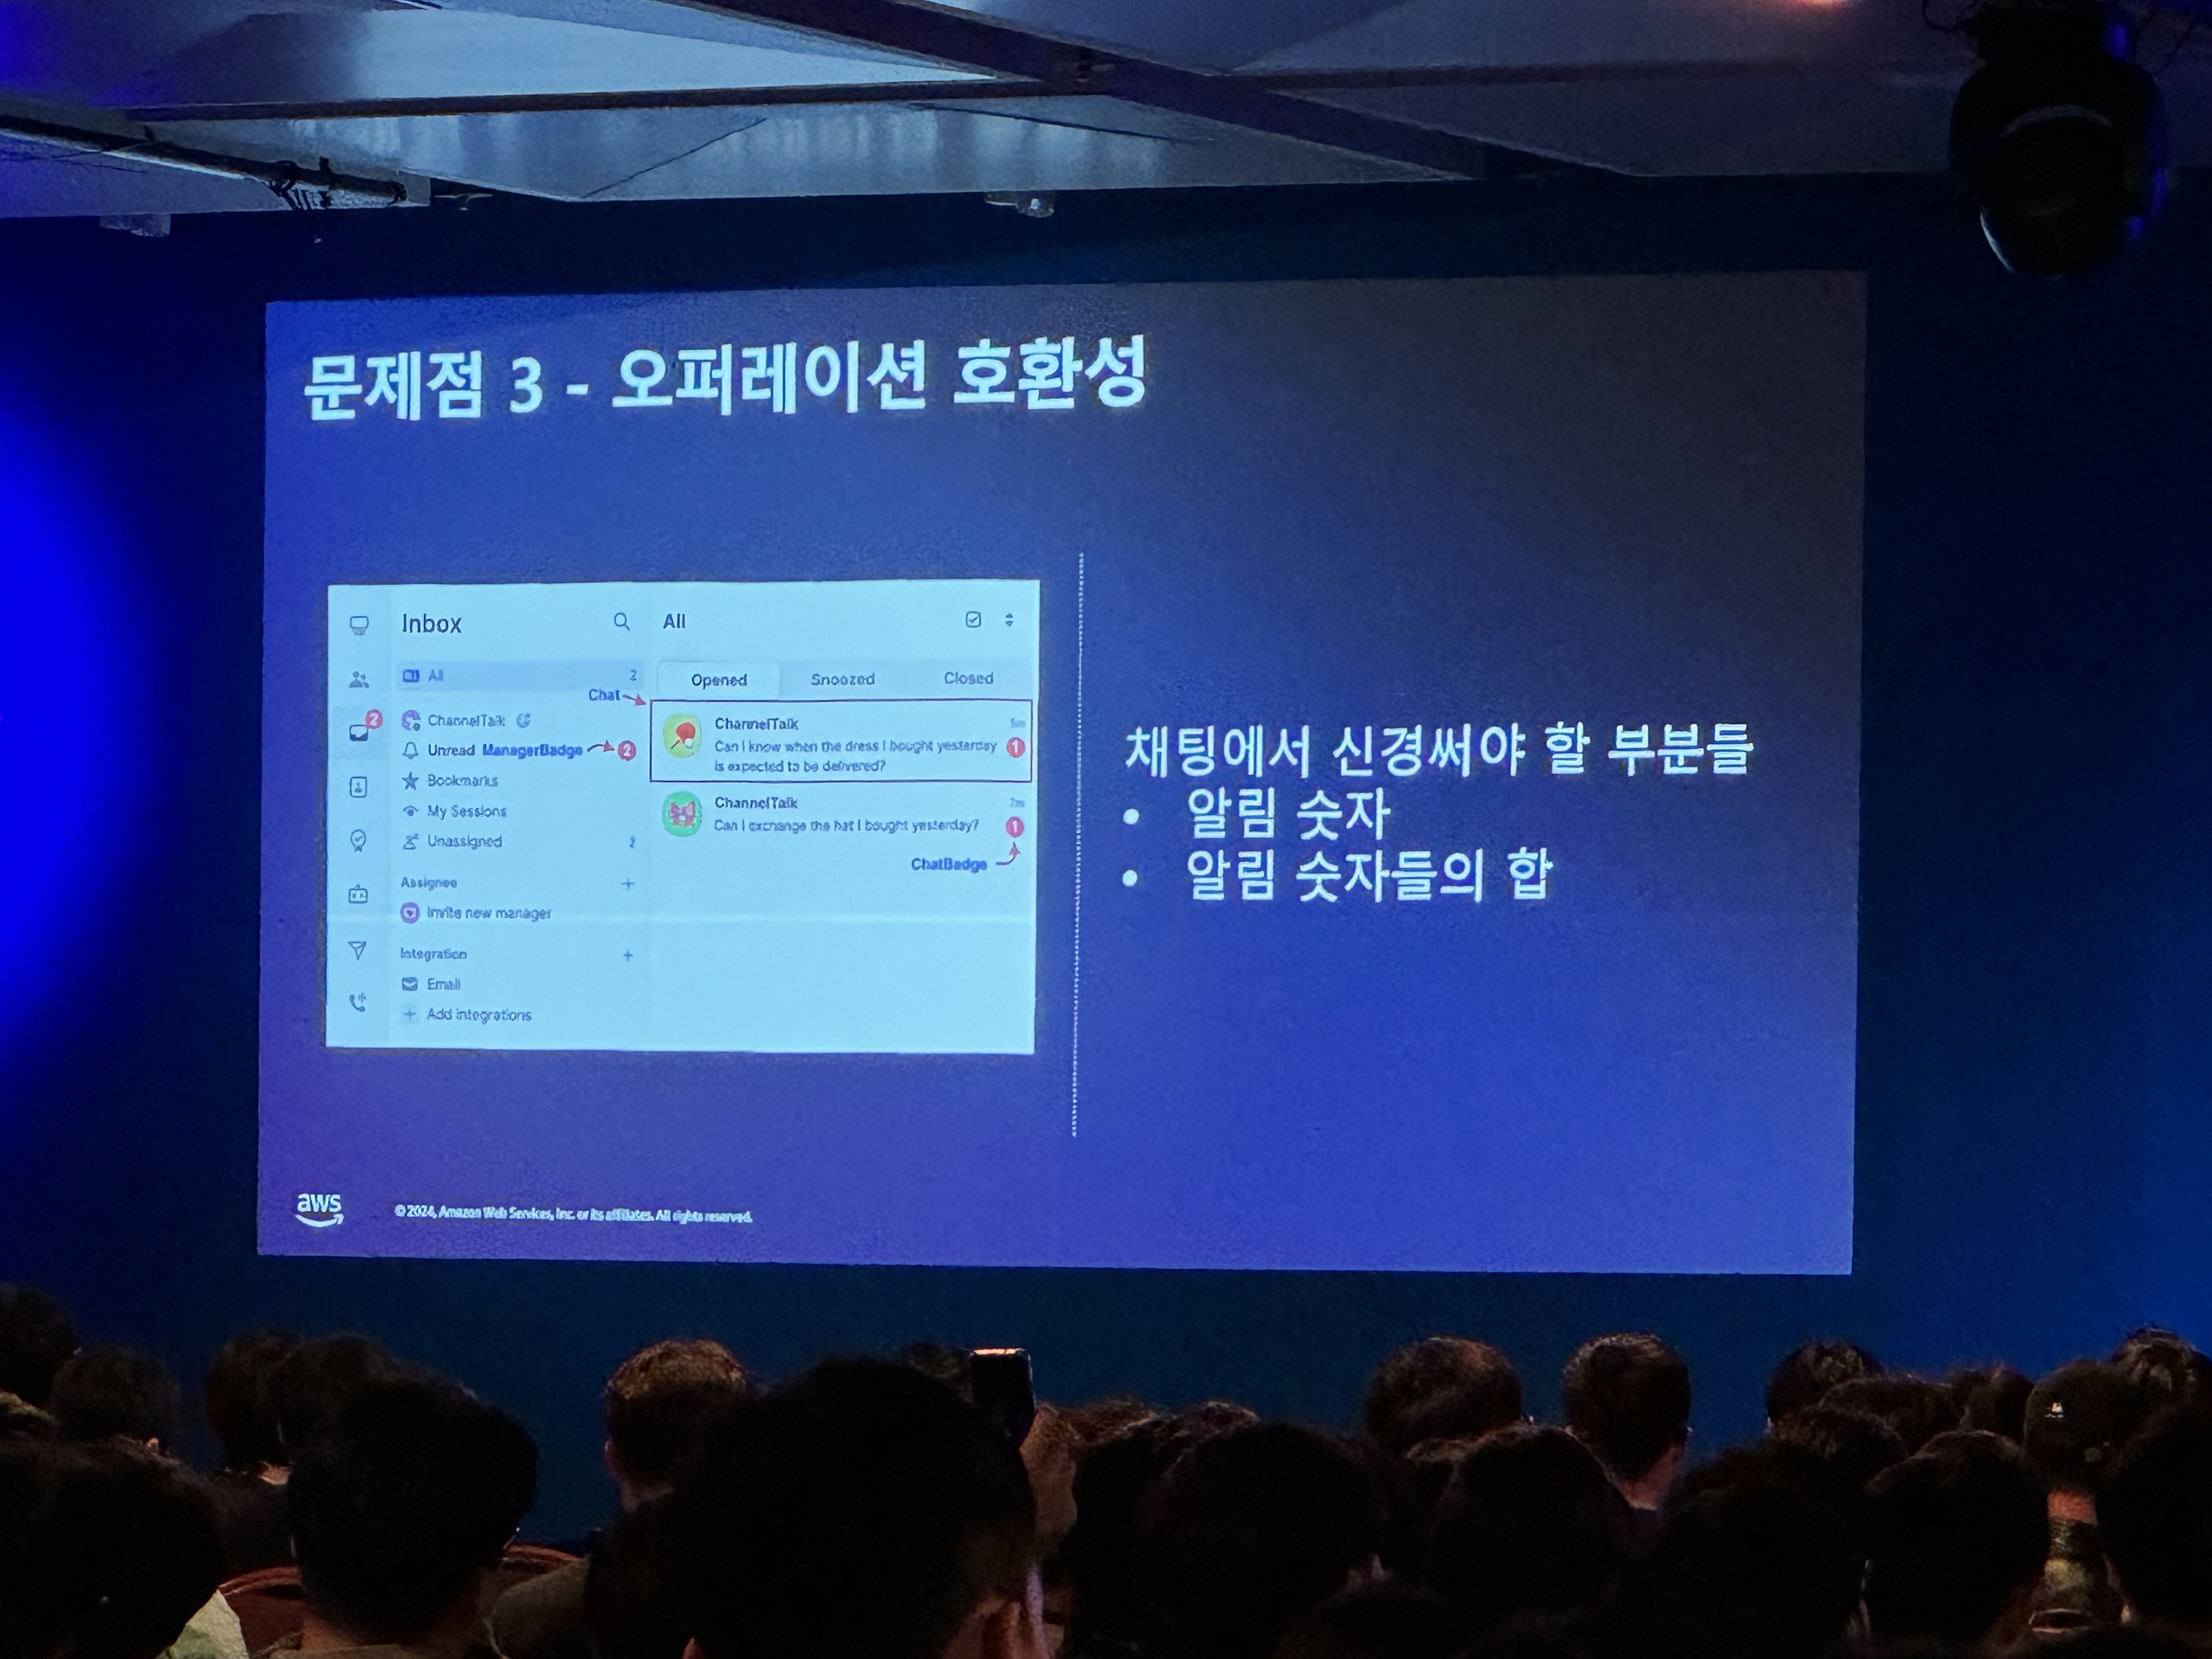 문제점 3 - 오퍼레이션 호환성
Inbox
All 2
Chat
2
ChannelTalk
Unread ManagerBadge 2
Bookmarks
My Sessions
Unassigned 2
Assignee +
Invite new manager
Integration +
Email
+ Add integrations
All
Opened Snoozed Closed
ChannelTalk
Can I know when the dress I bought yesterday 1
is expected to be delivered?
ChannelTalk
Can I exchange the hat I bought yesterday? 1
ChatBadge
채팅에서 신경써야 할 부분들
• 알림 숫자
• 알림 숫자들의 합
aws
© 2024, Amazon Web Services, Inc. or its affiliates. All rights reserved.